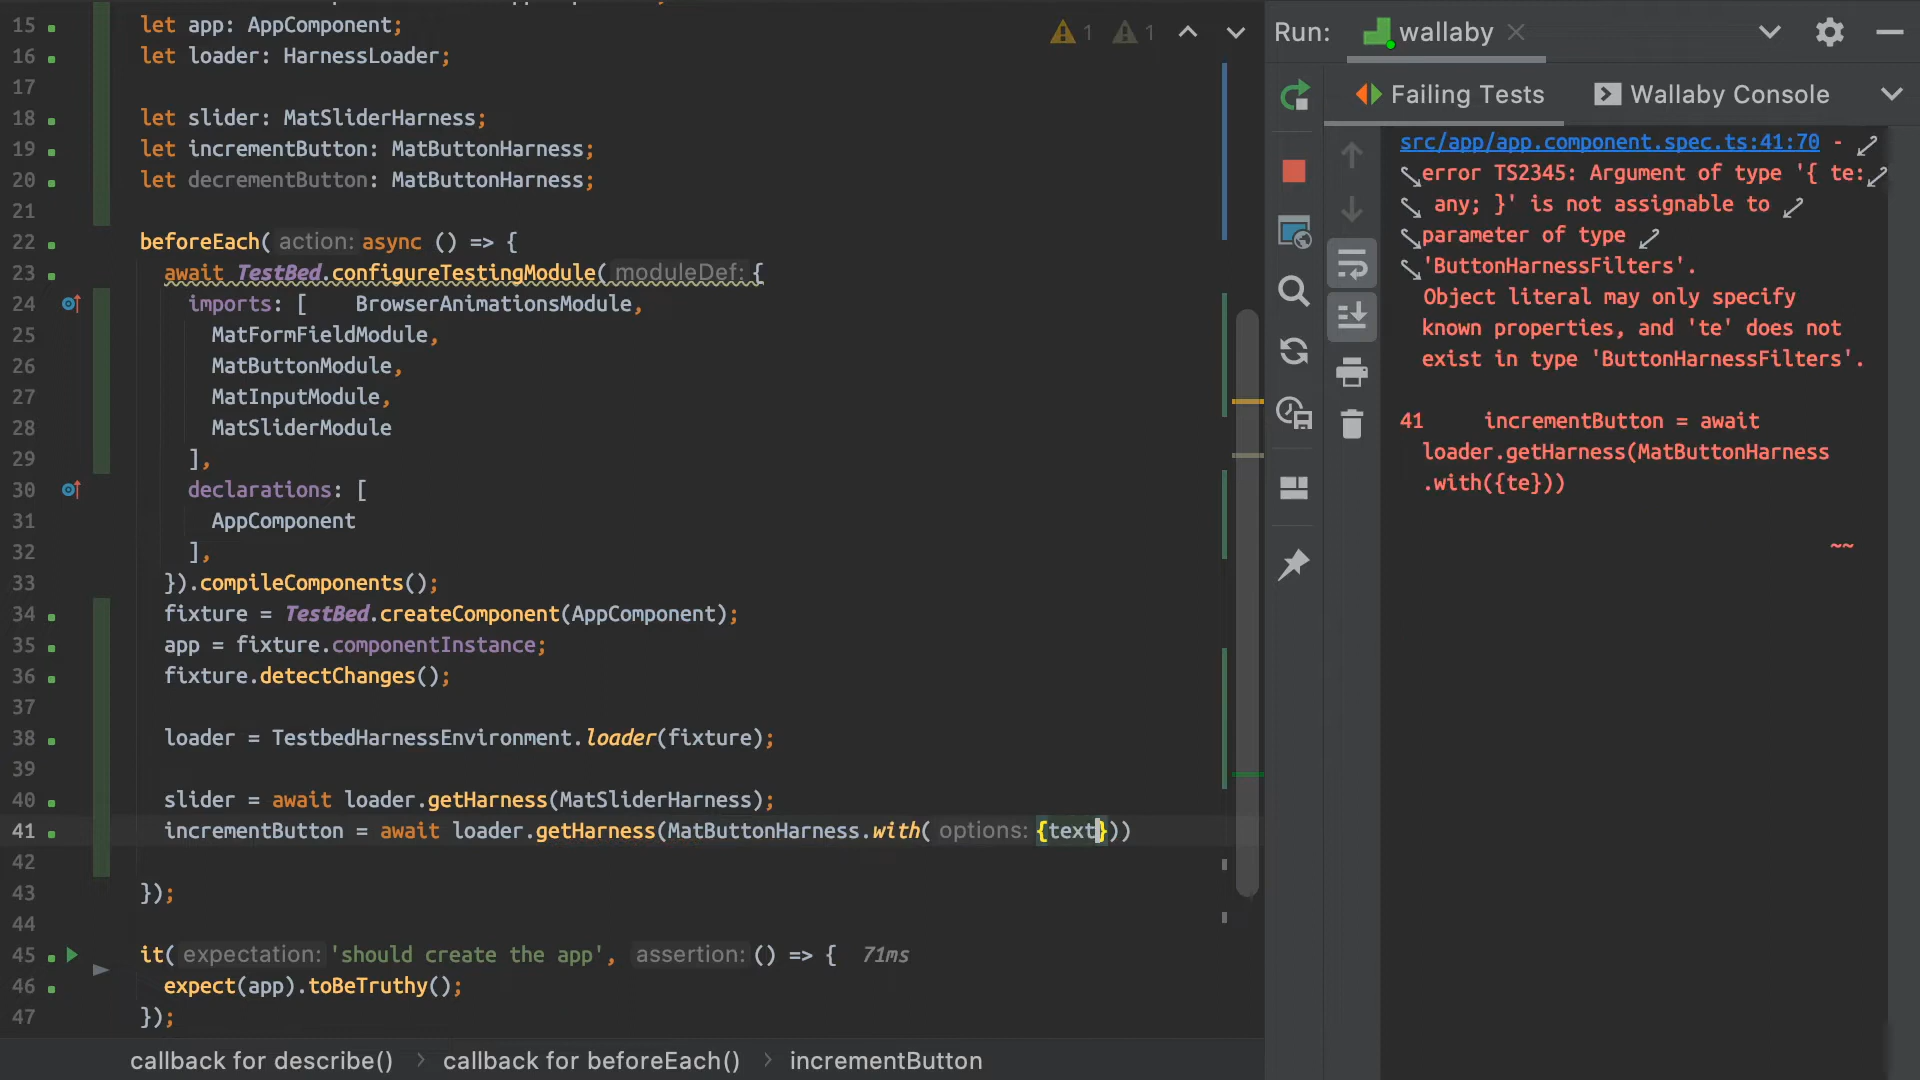 15 let app: AppComponent;
16 let loader: HarnessLoader;
17
18 let slider: MatSliderHarness;
19 let incrementButton: MatButtonHarness;
20 let decrementButton: MatButtonHarness;
21
22 beforeEach( action: async () => {
23 await TestBed.configureTestingModule( moduleDef: {
24 imports: [ BrowserAnimationsModule,
25 MatFormFieldModule,
26 MatButtonModule,
27 MatInputModule,
28 MatSliderModule
29 ],
30 declarations: [
31 AppComponent
32 ],
33 }).compileComponents();
34 fixture = TestBed.createComponent(AppComponent);
35 app = fixture.componentInstance;
36 fixture.detectChanges();
37
38 loader = TestbedHarnessEnvironment.loader(fixture);
39
40 slider = await loader.getHarness(MatSliderHarness);
41 incrementButton = await loader.getHarness(MatButtonHarness.with( options: {text}))
42
43 });
44
45 it( expectation: 'should create the app', assertion: () => { 71ms
46 expect(app).toBeTruthy();
47 });
callback for describe() › callback for beforeEach() › incrementButton
1 1
Run: wallaby
Failing Tests Wallaby Console
src/app/app.component.spec.ts:41:70 -
error TS2345: Argument of type '{ te:
any; }' is not assignable to
parameter of type
'ButtonHarnessFilters'.
Object literal may only specify
known properties, and 'te' does not
exist in type 'ButtonHarnessFilters'.
41 incrementButton = await
loader.getHarness(MatButtonHarness
.with({te}))
~~